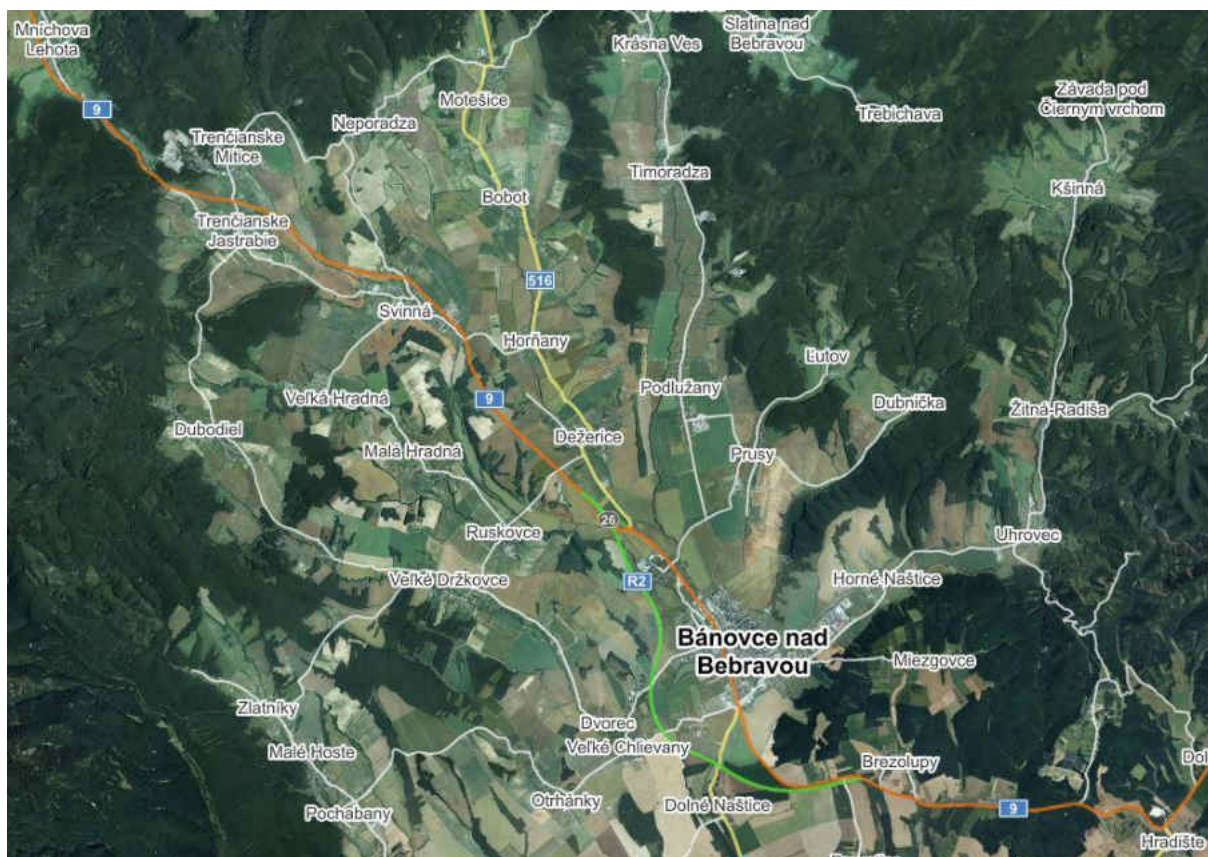 Mníchova
Lehota
Krásna Ves
Slatina nad
Bebravou
9
Motešice
Neporadza
Závada pod
Čiernym vrchom
Trebichava
Trenčianske
Mitice
Timoradza
Bobot
Kšinná
Trenčianske
Jastrabie
516
Svinná
Horňany
Ľutov
Podlužany
Veľká Hradná
9
Dubnička
Žitná-Radiša
Dubodiel
Dežerice
Malá Hradná
Prusy
26
Ruskovce
Uhrovec
Veľké Držkovce
R2
Horné Naštice
Bánovce nad
Bebravou
Miezgovce
Zlatníky
Dvorec
Malé Hoste
Veľké Chlievany
Brezolupy
Otrhánky
Dolné Naštice
Pochabany
9
Hradište